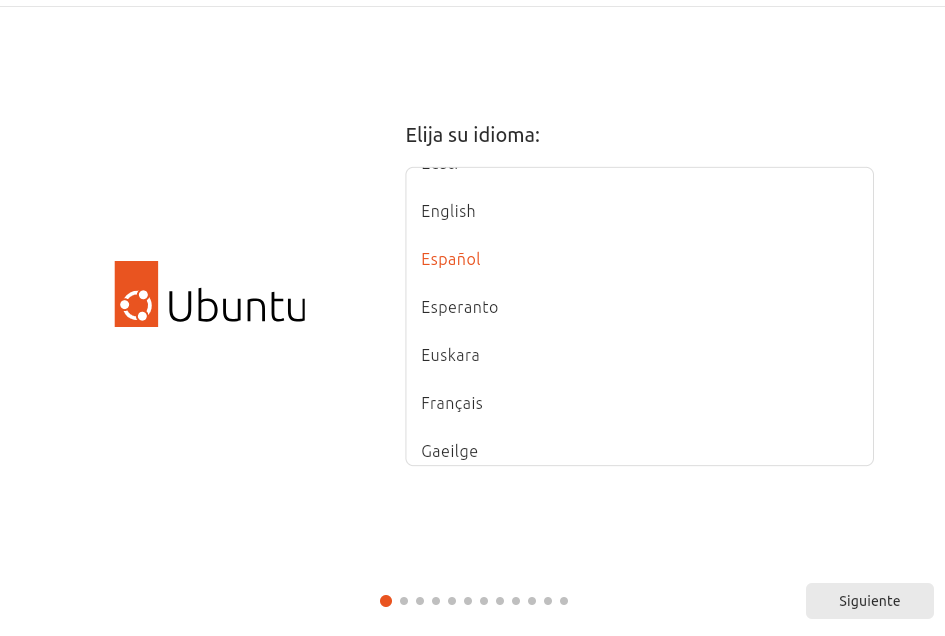 Elija su idioma:
English
Español
Ubuntu
Esperanto
Euskara
Français
Gaeilge
Siguiente